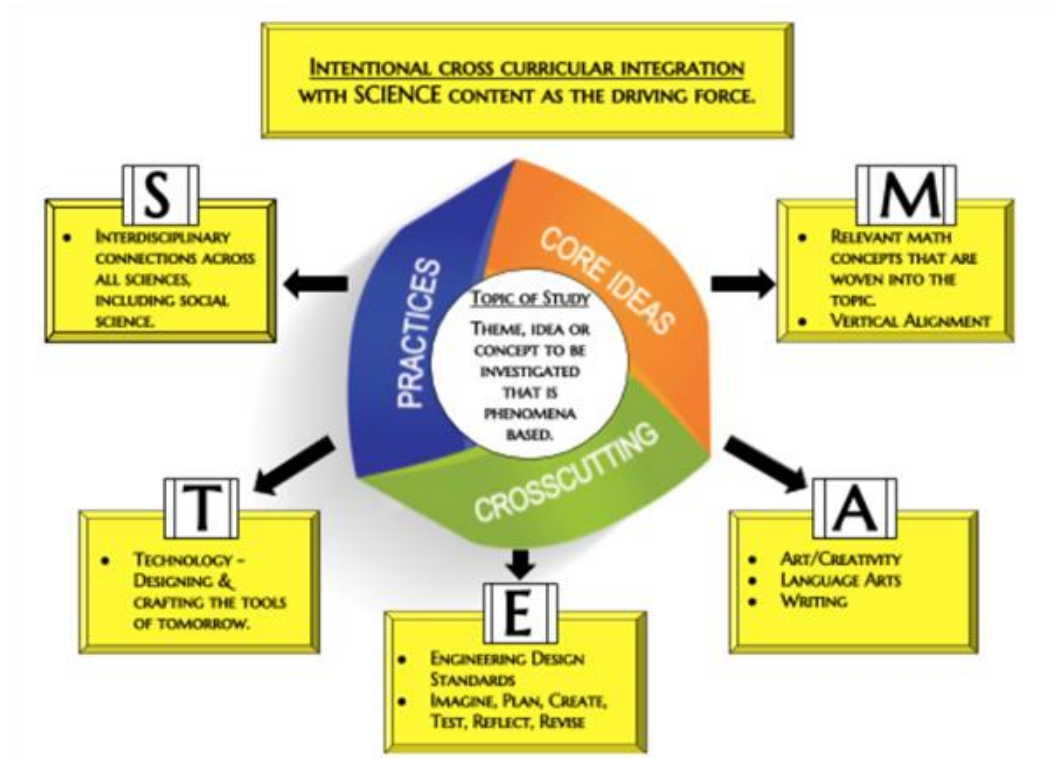 INTENTIONAL CROSS CURRICULAR INTEGRATION
WITH SCIENCE CONTENT AS THE DRIVING FORCE.
S
• INTERDISCIPLINARY
CONNECTIONS ACROSS
ALL SCIENCES,
INCLUDING SOCIAL
SCIENCE.
M
• RELEVANT MATH
CONCEPTS THAT ARE
WOVEN INTO THE
TOPIC.
• VERTICAL ALIGNMENT
PRACTICES
CORE IDEAS
CROSSCUTTING
TOPIC OF STUDY
THEME, IDEA OR
CONCEPT TO BE
INVESTIGATED
THAT IS
PHENOMENA
BASED.
T
• TECHNOLOGY –
DESIGNING &
CRAFTING THE TOOLS
OF TOMORROW.
E
• ENGINEERING DESIGN
STANDARDS
• IMAGINE, PLAN, CREATE,
TEST, REFLECT, REVISE
A
• ART/CREATIVITY
• LANGUAGE ARTS
• WRITING